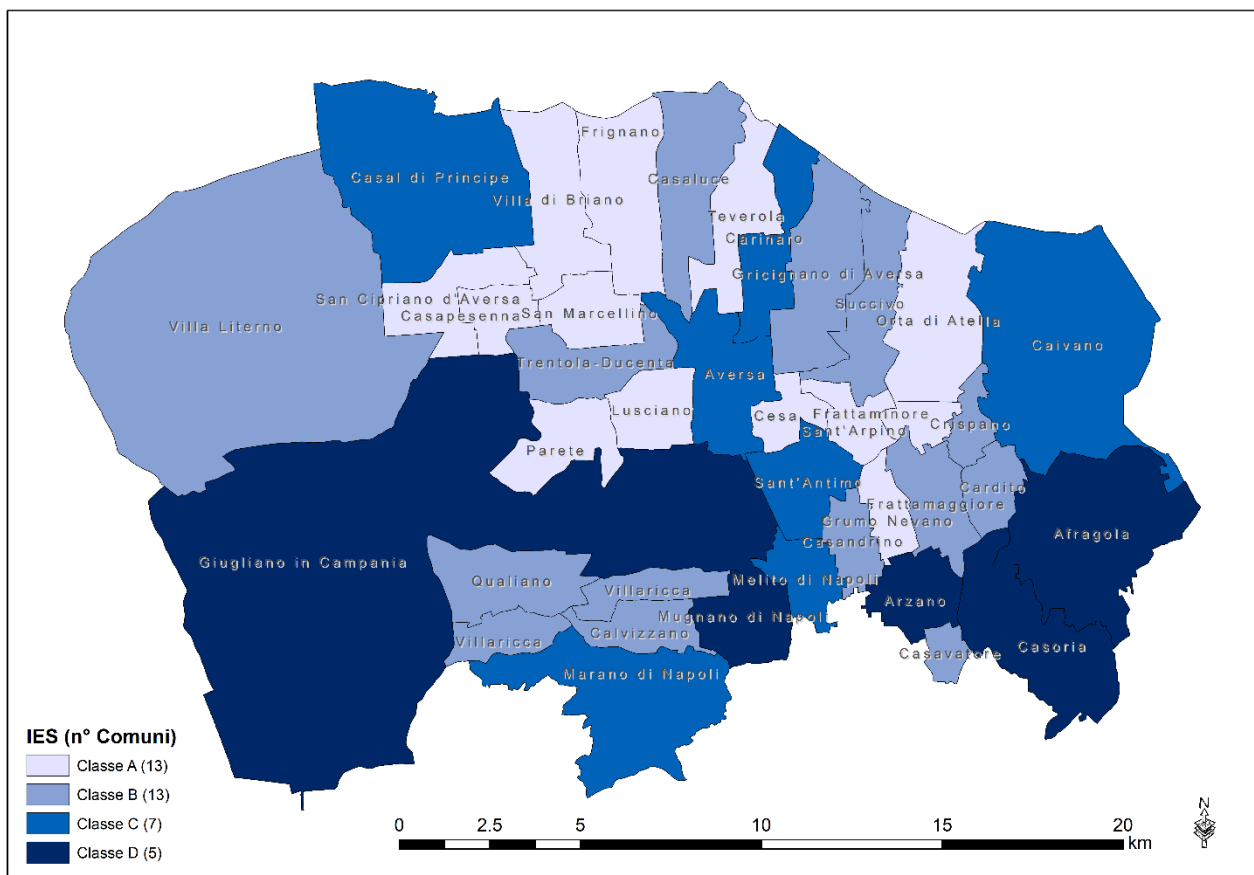 Frignano
Casal di Principe
Casaluce
Villa di Briano
Teverola
Carinaro
Gricignano di Aversa
San Cipriano d'Aversa
Succivo
Casapesenna
San Marcellino
Villa Literno
Orta di Atella
Caivano
Trentola-Ducenta
Aversa
Lusciano
Cesa
Frattaminore
Sant'Arpino
Crispano
Parete
Sant'Antimo
Cardito
Frattamaggiore
Grumo Nevano
Afragola
Casandrino
Giugliano in Campania
Qualiano
Villaricca
Melito di Napoli
Arzano
Mugnano di Napoli
Villaricca
Calvizzano
Casoria
Casavatore
Marano di Napoli
IES (n° Comuni)
Classe A (13)
Classe B (13)
Classe C (7)
Classe D (5)
0 2.5 5 10 15 20
km
N